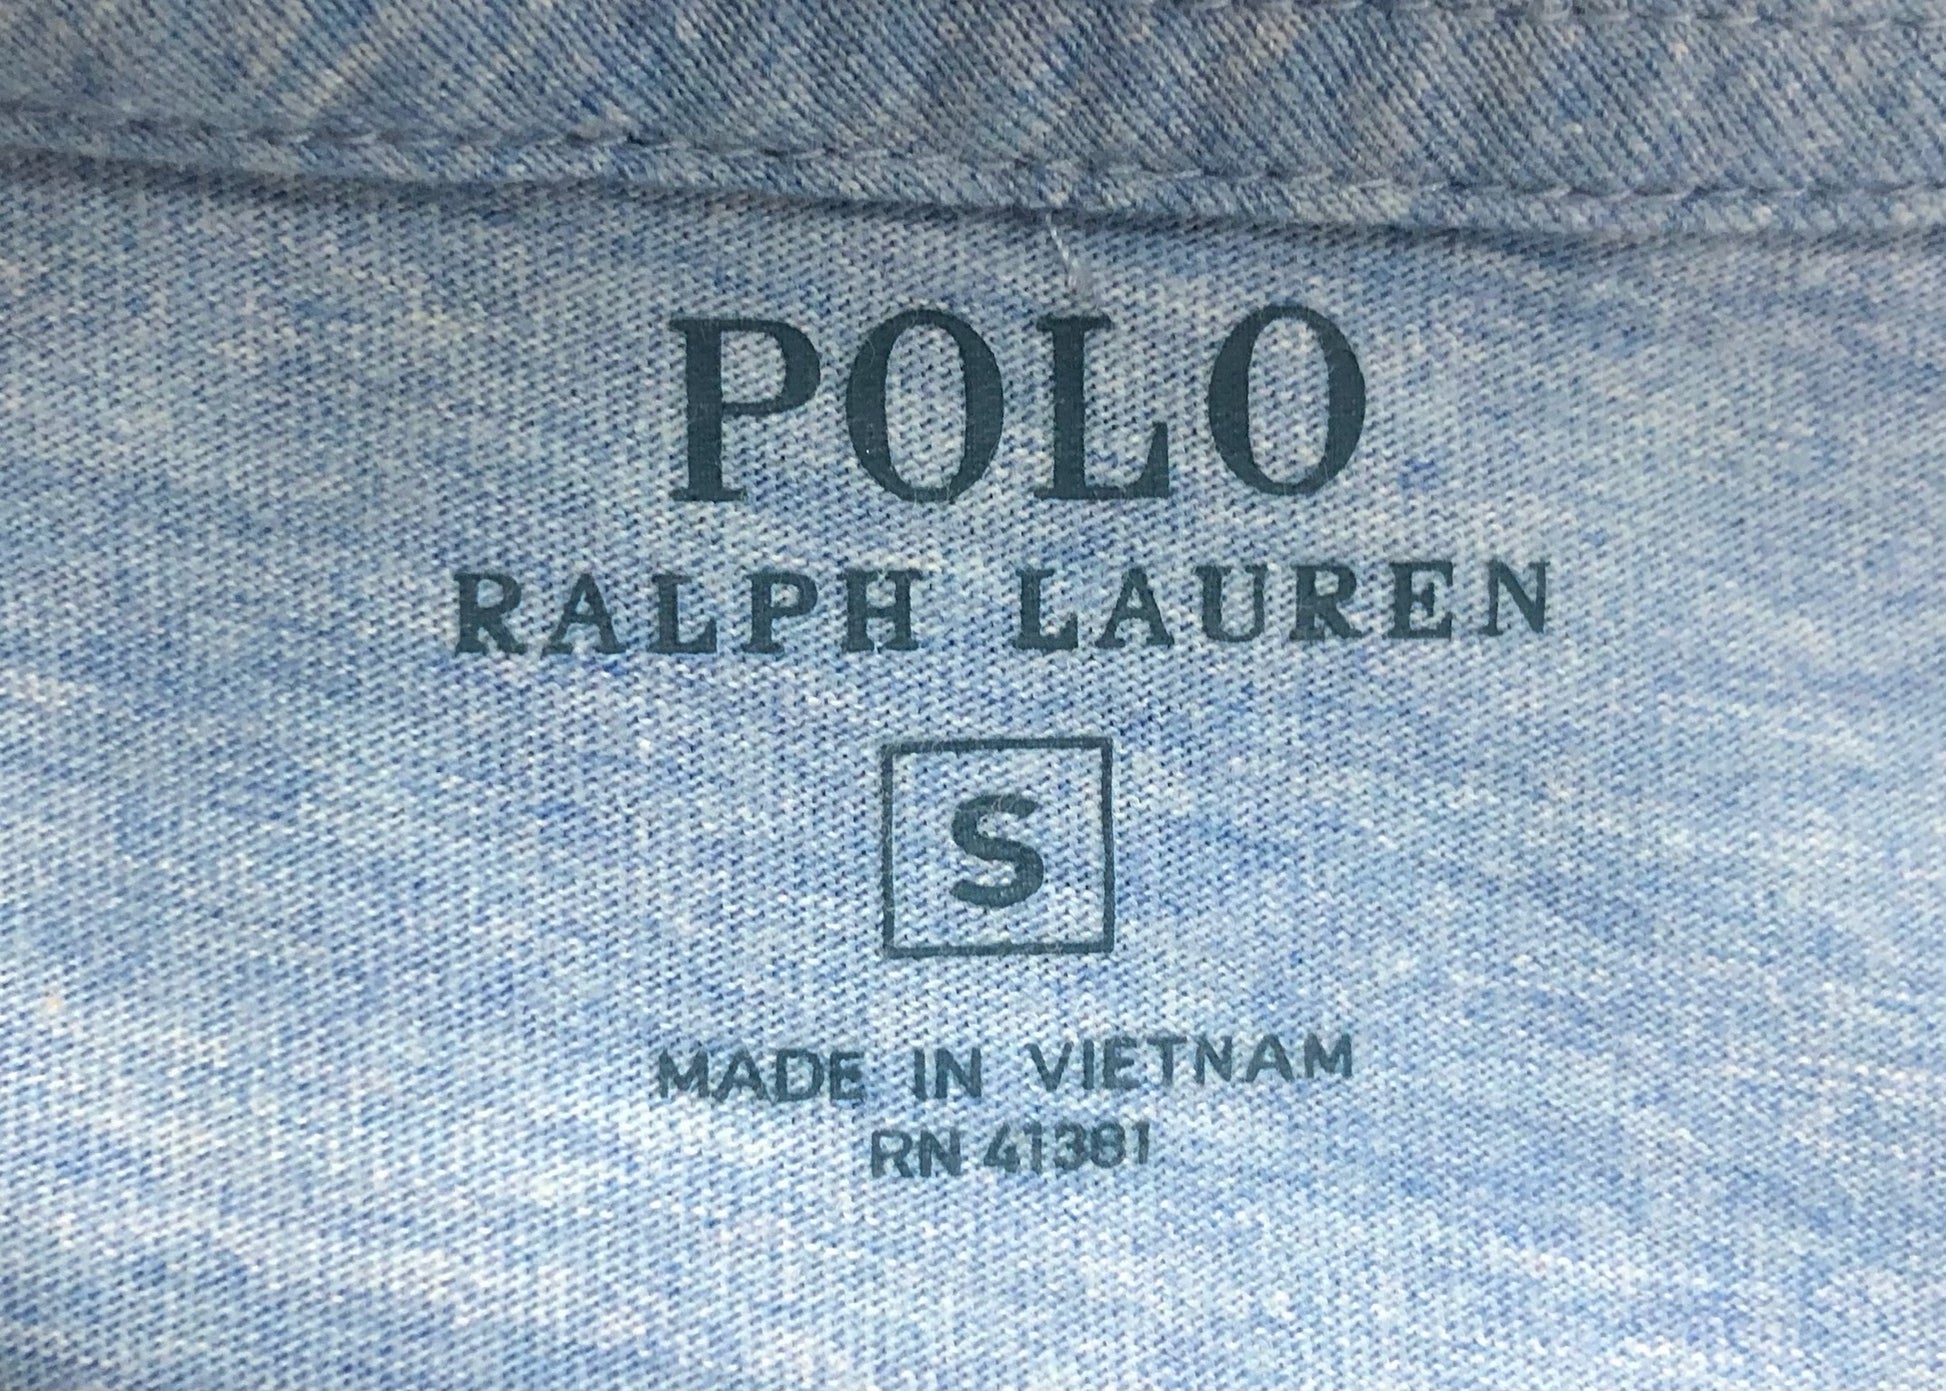 POLO
RALPH LAUREN
S
MADE IN VIETNAM
RN 41381